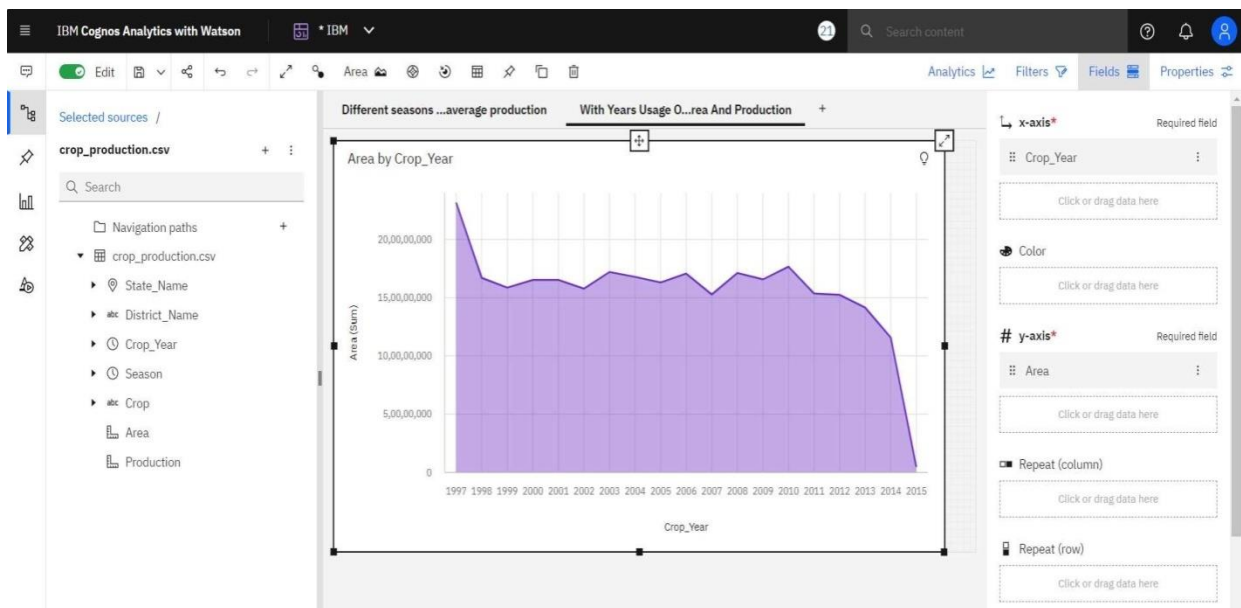 IBM Cognos Analytics with Watson
* IBM
21
Search content
Edit
Area
Analytics
Filters
Fields
Properties
Selected sources /
crop_production.csv
Search
Navigation paths
crop_production.csv
State_Name
abc District_Name
Crop_Year
Season
abc Crop
Area
Production
Different seasons ...average production
With Years Usage O...rea And Production
Area by Crop_Year
Area (Sum)
20,00,00,000
15,00,00,000
10,00,00,000
5,00,00,000
0
1997 1998 1999 2000 2001 2002 2003 2004 2005 2006 2007 2008 2009 2010 2011 2012 2013 2014 2015
Crop_Year
x-axis* Required field
Crop_Year
Click or drag data here
Color
Click or drag data here
# y-axis* Required field
Area
Click or drag data here
Repeat (column)
Click or drag data here
Repeat (row)
Click or drag data here